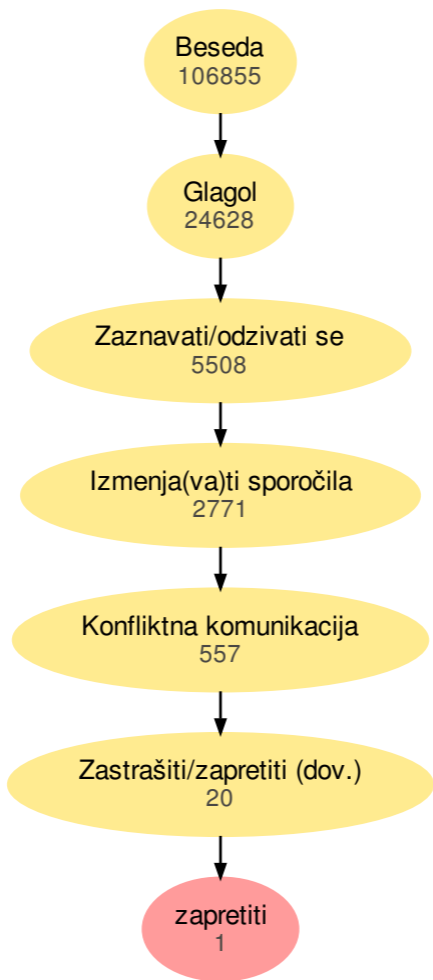 Beseda
106855
Glagol
24628
Zaznavati/odzivati se
5508
Izmenja(va)ti sporočila
2771
Konfliktna komunikacija
557
Zastrašiti/zapretiti (dov.)
20
zapretiti
1